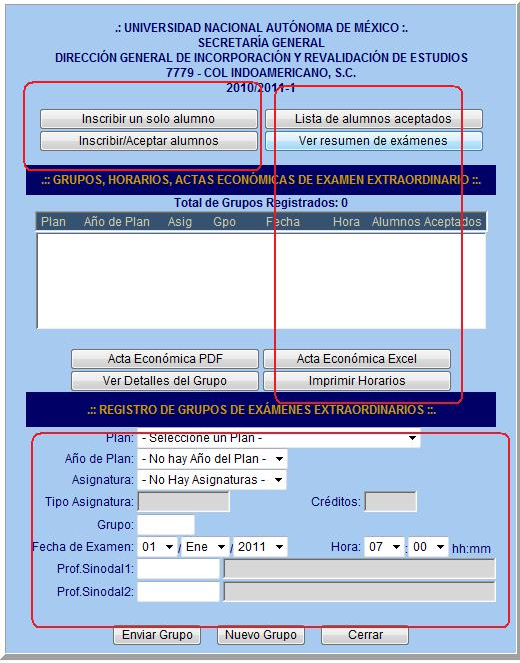 .: UNIVERSIDAD NACIONAL AUTÓNOMA DE MÉXICO :.
SECRETARÍA GENERAL
DIRECCIÓN GENERAL DE INCORPORACIÓN Y REVALIDACIÓN DE ESTUDIOS
7779 - COL INDOAMERICANO, S.C.
2010/2011-1
Inscribir un solo alumno Lista de alumnos aceptados
Inscribir/Aceptar alumnos Ver resumen de exámenes
.:: GRUPOS, HORARIOS, ACTAS ECONÓMICAS DE EXAMEN EXTRAORDINARIO ::.
Total de Grupos Registrados: 0
Plan Año de Plan Asig Gpo Fecha Hora Alumnos Aceptados
Acta Económica PDF Acta Económica Excel
Ver Detalles del Grupo Imprimir Horarios
.:: REGISTRO DE GRUPOS DE EXÁMENES EXTRAORDINARIOS ::.
Plan: - Seleccione un Plan -
Año de Plan: - No hay Año del Plan -
Asignatura: - No Hay Asignaturas -
Tipo Asignatura: Créditos:
Grupo:
Fecha de Examen: 01 / Ene / 2011 Hora: 07 : 00 hh:mm
Prof.Sinodal1:
Prof.Sinodal2:
Enviar Grupo Nuevo Grupo Cerrar